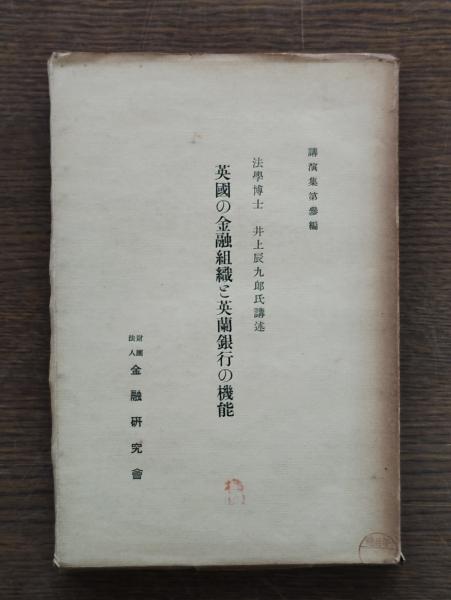 講演集第參編
法學博士 井上辰九郎氏講述
英國の金融組織と英蘭銀行の機能
財團法人 金融研究會